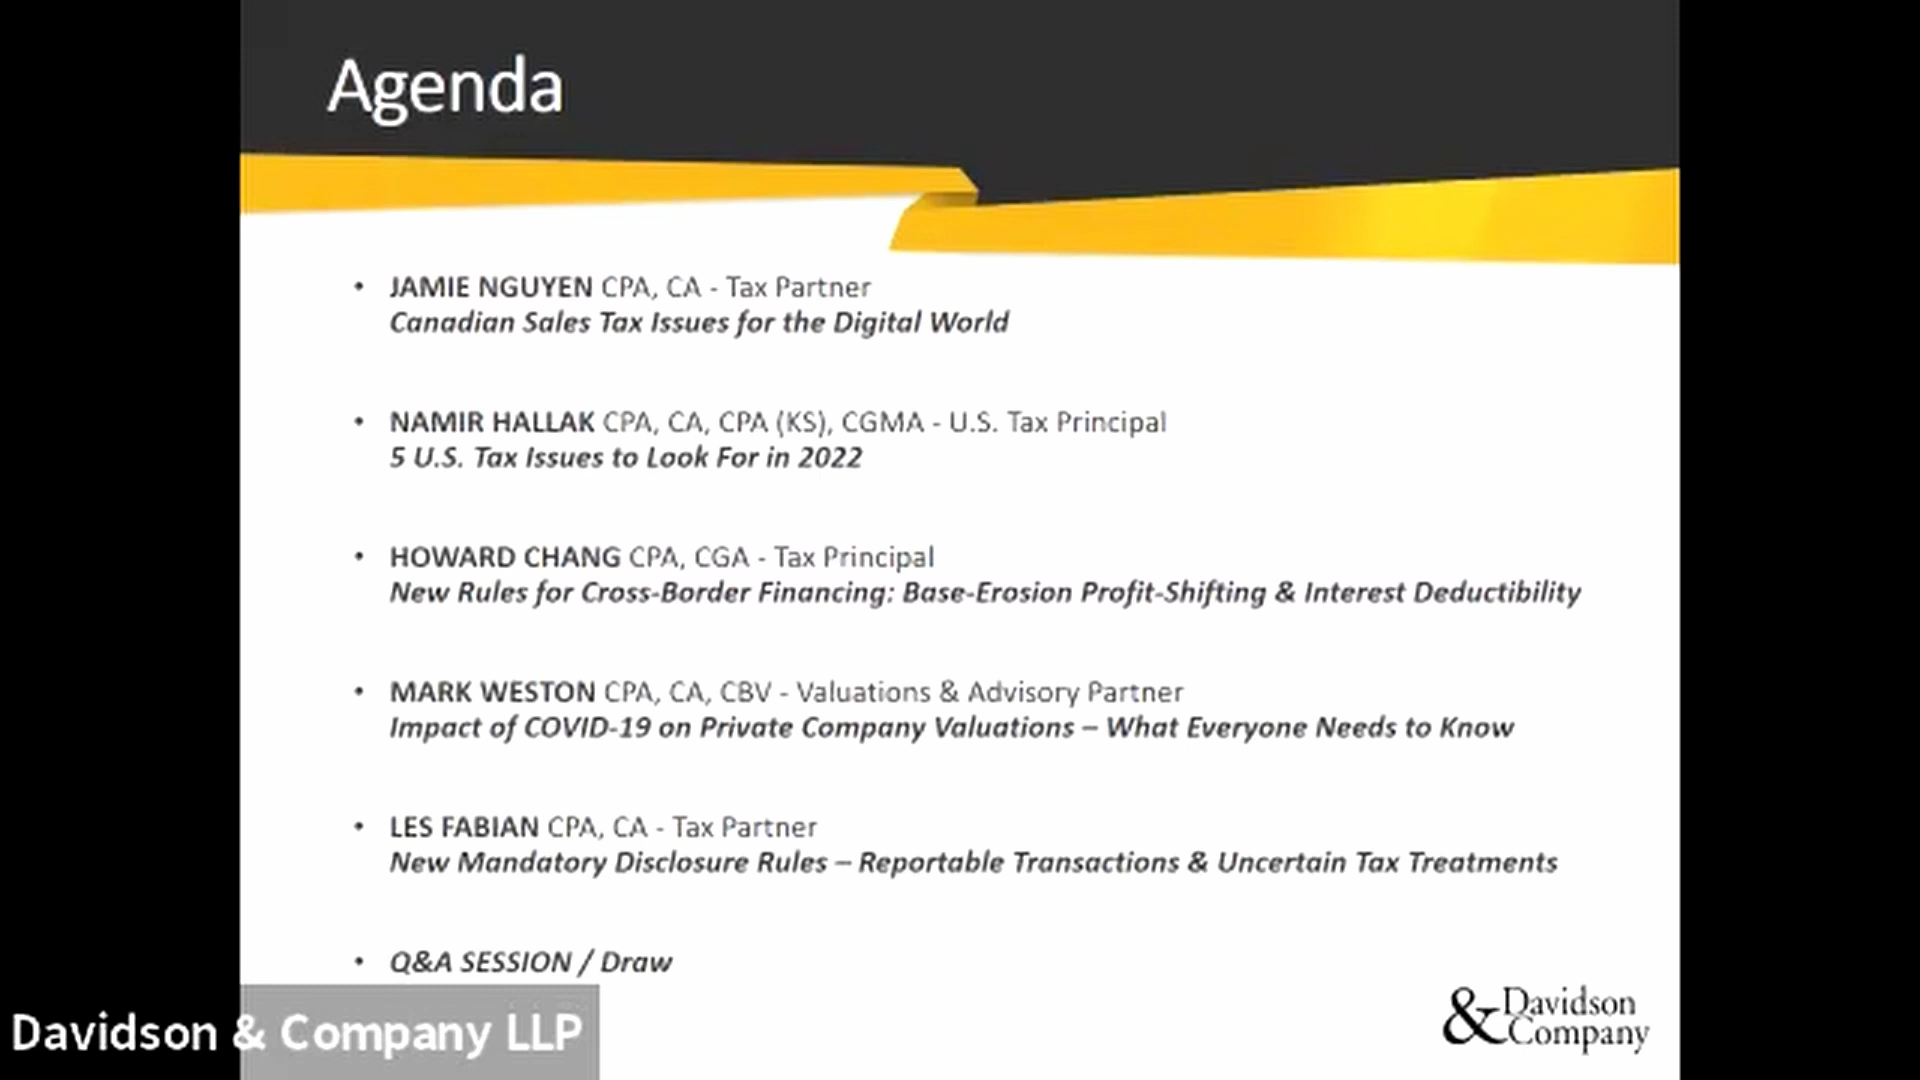 Agenda
• JAMIE NGUYEN CPA, CA - Tax Partner
Canadian Sales Tax Issues for the Digital World
• NAMIR HALLAK CPA, CA, CPA (KS), CGMA - U.S. Tax Principal
5 U.S. Tax Issues to Look For in 2022
• HOWARD CHANG CPA, CGA - Tax Principal
New Rules for Cross-Border Financing: Base-Erosion Profit-Shifting & Interest Deductibility
• MARK WESTON CPA, CA, CBV - Valuations & Advisory Partner
Impact of COVID-19 on Private Company Valuations – What Everyone Needs to Know
• LES FABIAN CPA, CA - Tax Partner
New Mandatory Disclosure Rules – Reportable Transactions & Uncertain Tax Treatments
• Q&A SESSION / Draw
Davidson & Company LLP
& Davidson
Company